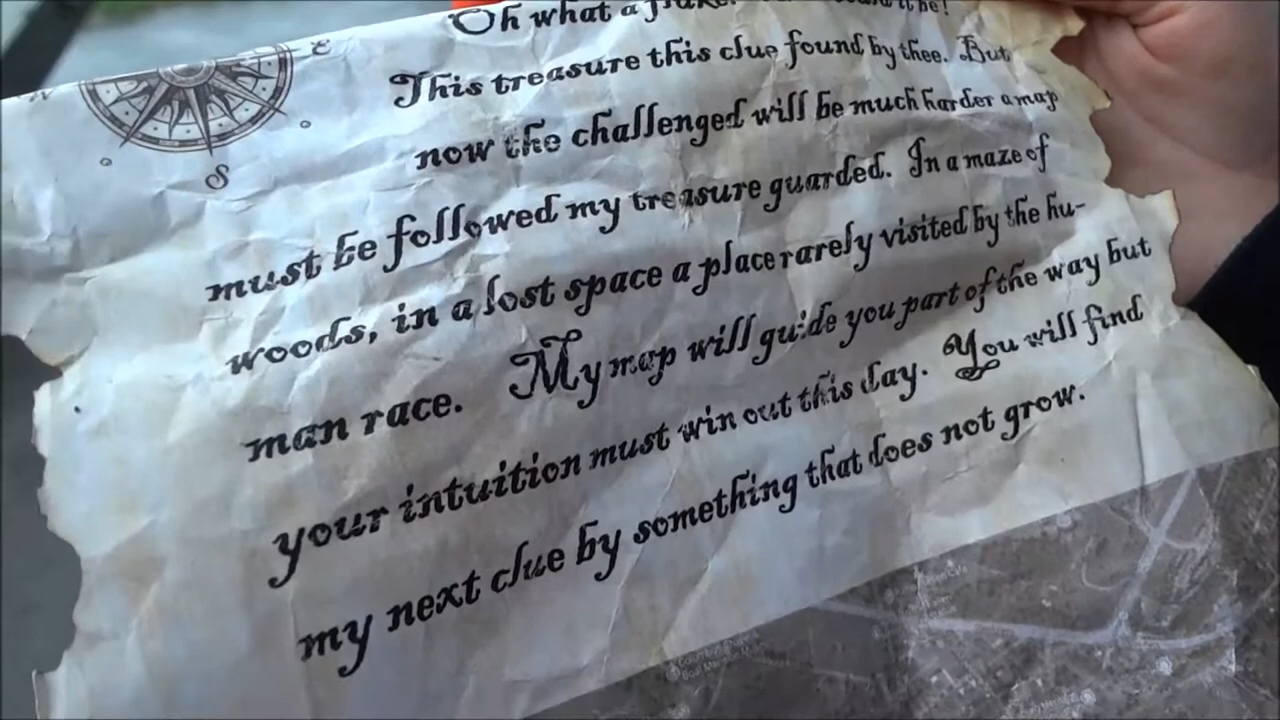 Oh what a
This treasure this clue found by thee. But
now the challenged will be much harder a map
must be followed my treasure guarded. In a maze of
woods, in a lost space a place rarely visited by the hu-
man race. My map will guide you part of the way but
your intuition must win out this day. You will find
my next clue by something that does not grow.
E
S